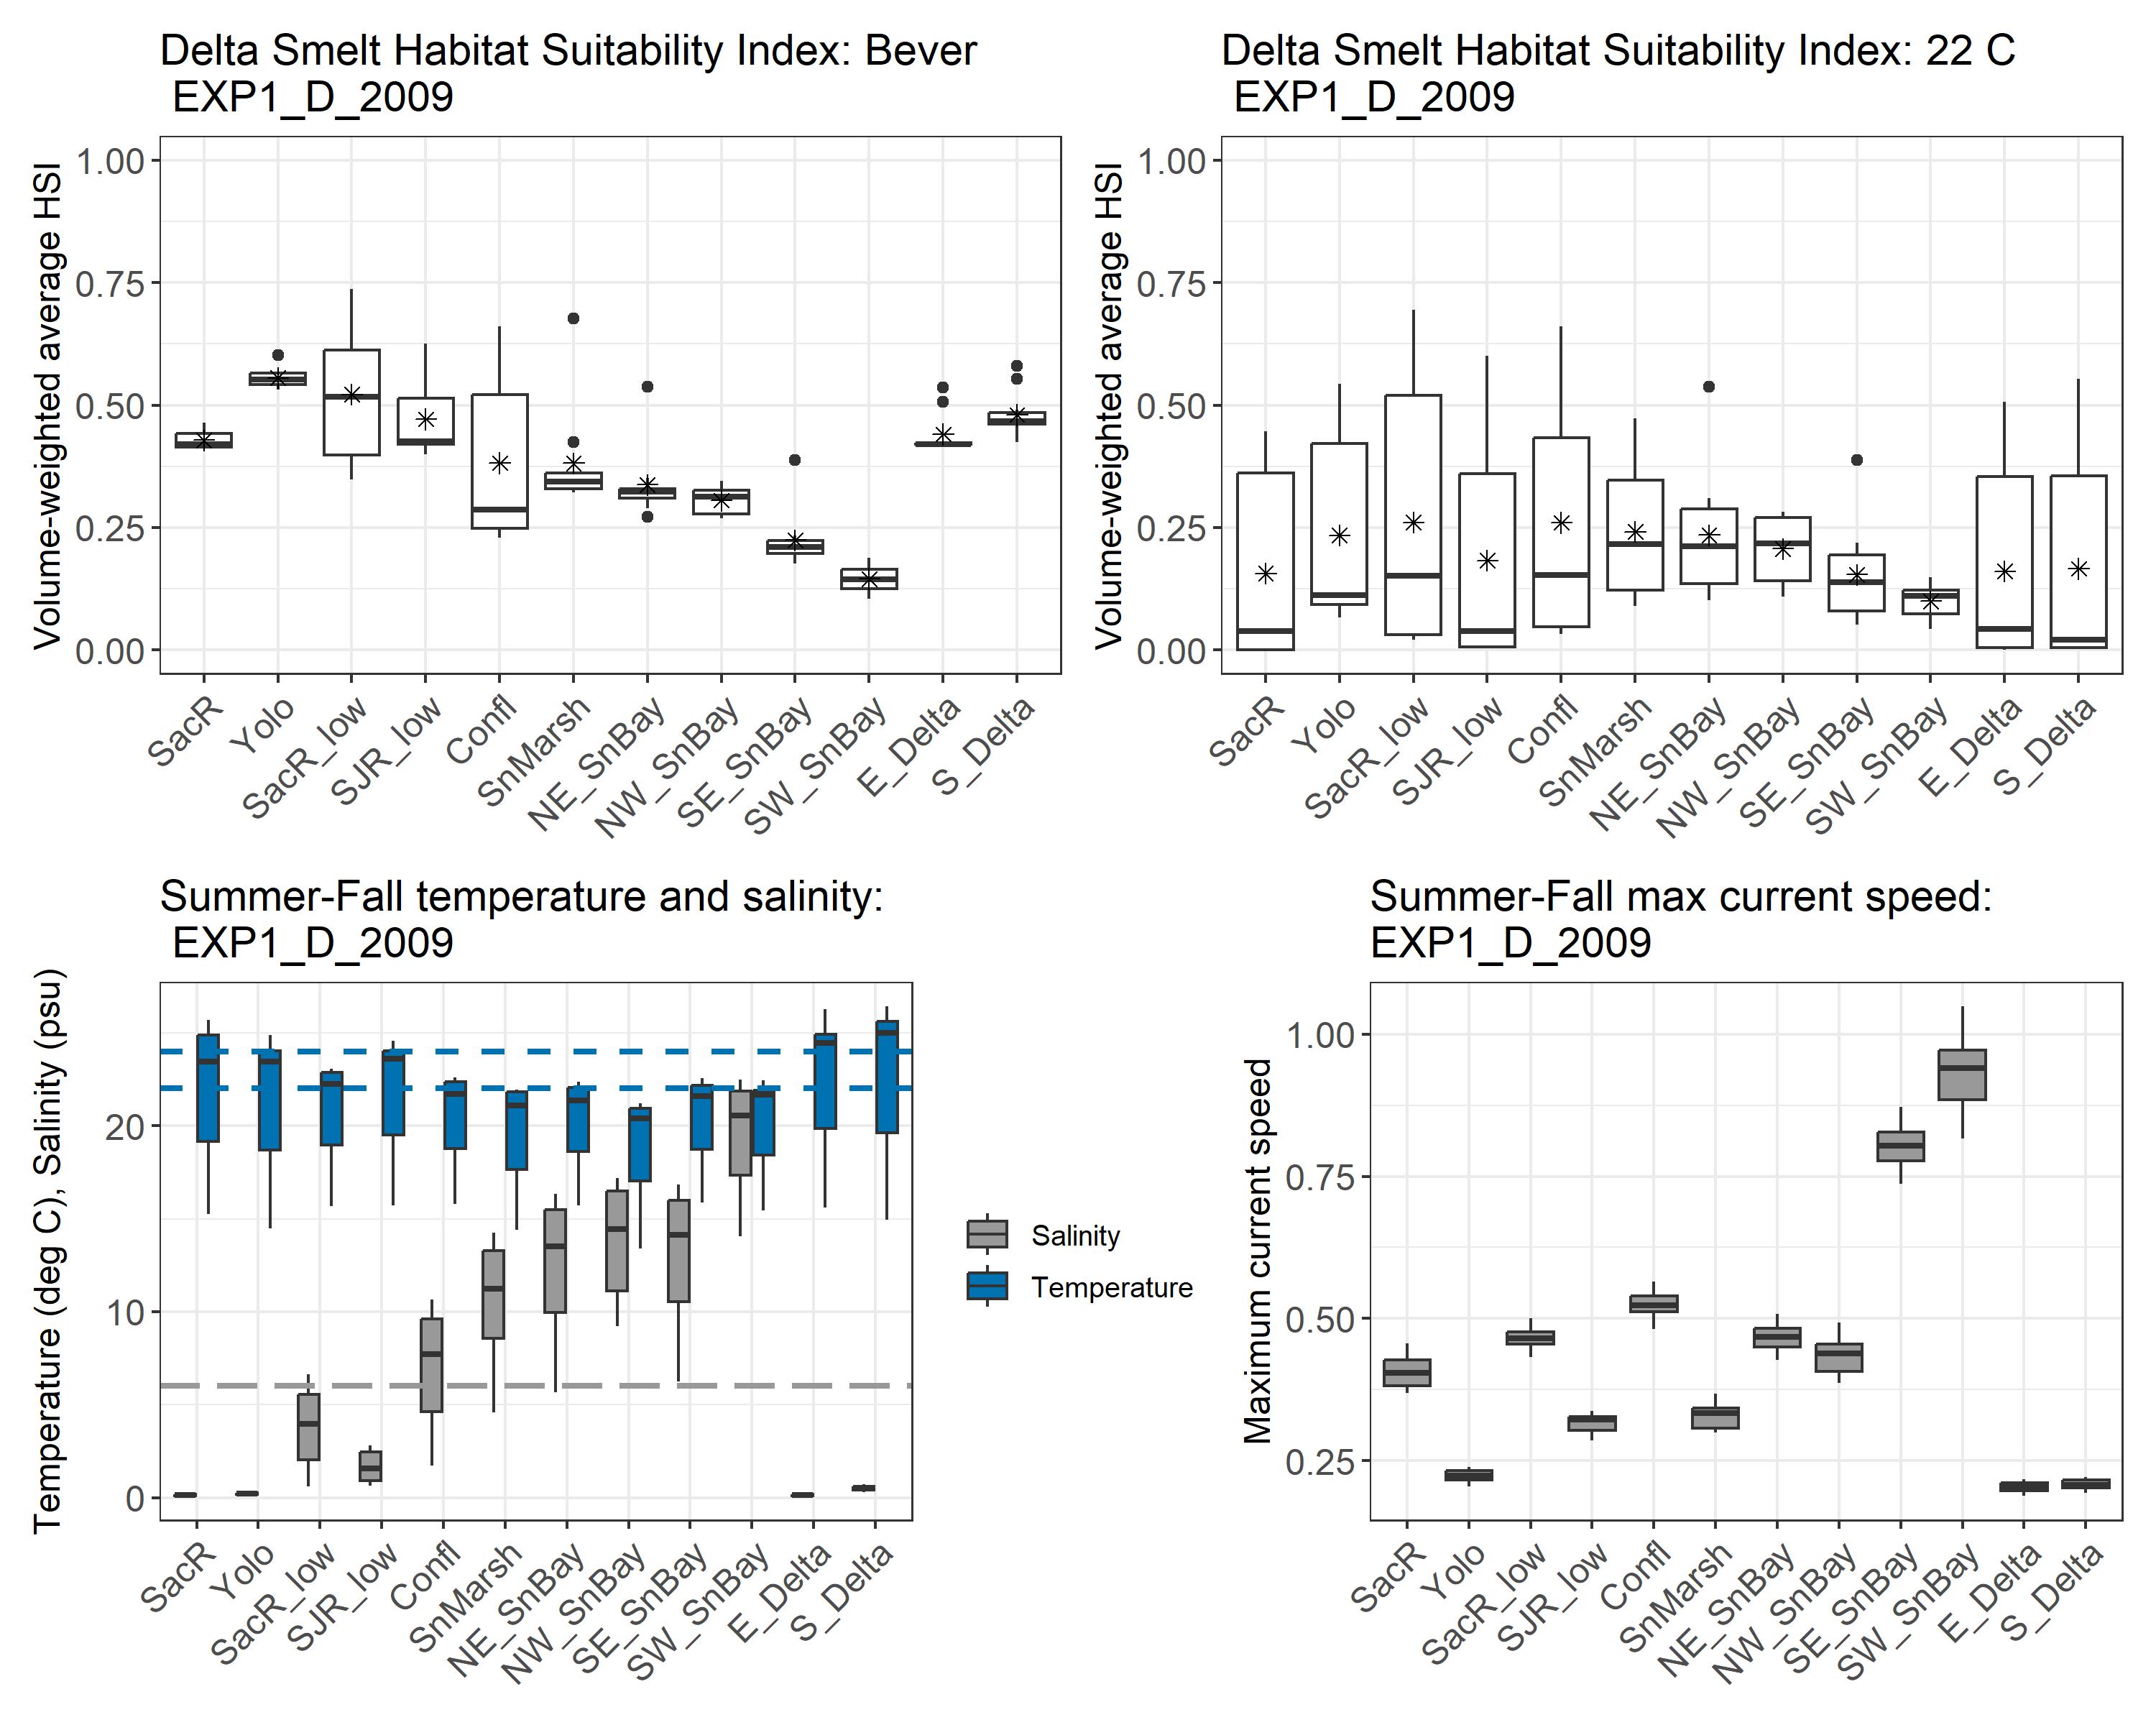 Delta Smelt Habitat Suitability Index: Bever
EXP1_D_2009
Volume-weighted average HSI
1.00
0.75
0.50
0.25
0.00
SacR
Yolo
SacR_low
SJR_low
Confl
SnMarsh
NE_SnBay
NW_SnBay
SE_SnBay
SW_SnBay
E_Delta
S_Delta
Delta Smelt Habitat Suitability Index: 22 C
EXP1_D_2009
Volume-weighted average HSI
1.00
0.75
0.50
0.25
0.00
SacR
Yolo
SacR_low
SJR_low
Confl
SnMarsh
NE_SnBay
NW_SnBay
SE_SnBay
SW_SnBay
E_Delta
S_Delta
Summer-Fall temperature and salinity:
EXP1_D_2009
Temperature (deg C), Salinity (psu)
20
10
0
SacR
Yolo
SacR_low
SJR_low
Confl
SnMarsh
NE_SnBay
NW_SnBay
SE_SnBay
SW_SnBay
E_Delta
S_Delta
Salinity
Temperature
Summer-Fall max current speed:
EXP1_D_2009
Maximum current speed
1.00
0.75
0.50
0.25
SacR
Yolo
SacR_low
SJR_low
Confl
SnMarsh
NE_SnBay
NW_SnBay
SE_SnBay
SW_SnBay
E_Delta
S_Delta